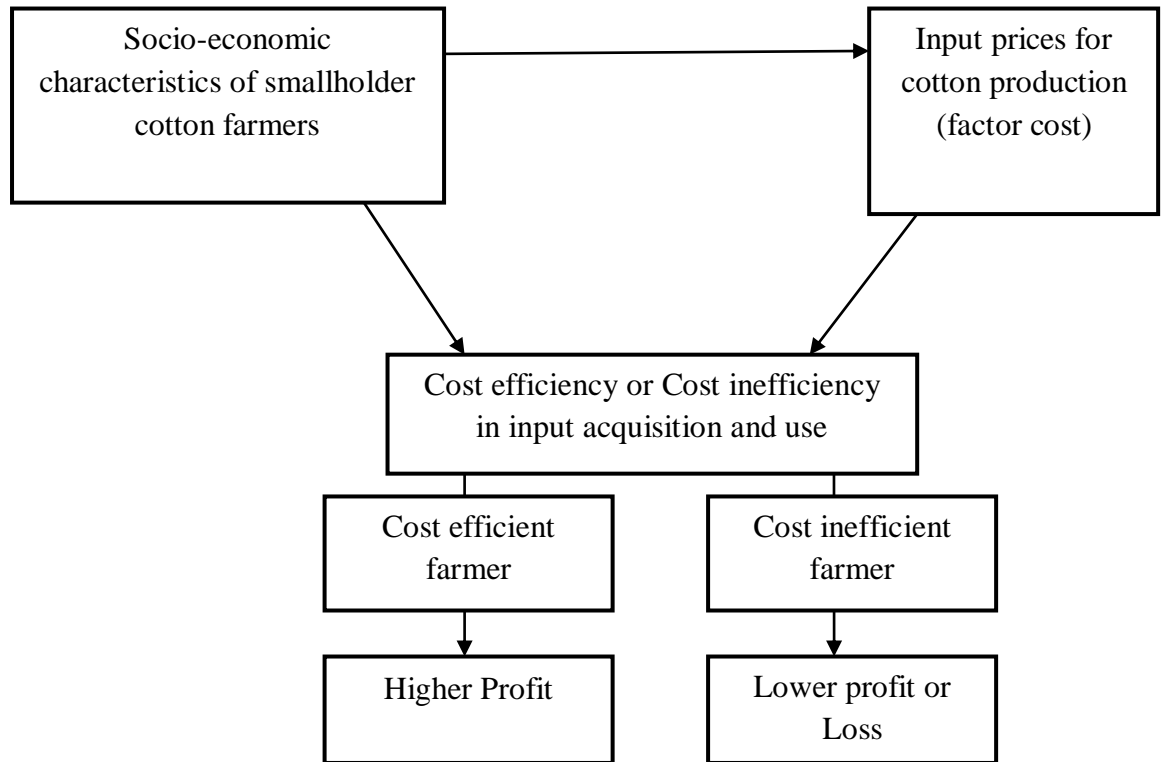 Socio-economic
characteristics of smallholder
cotton farmers
Input prices for
cotton production
(factor cost)
Cost efficiency or Cost inefficiency
in input acquisition and use
Cost efficient
farmer
Cost inefficient
farmer
Higher Profit
Lower profit or
Loss